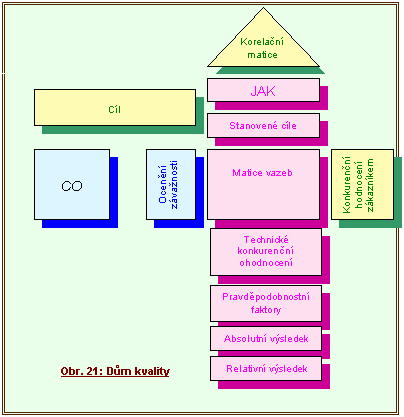 Korelační
matice
JAK
Cíl
Stanovené cíle
CO
Ocenění
závažnosti
Matice vazeb
Konkurenční
hodnocení
zákazníkem
Technické
konkurenční
ohodnocení
Pravděpodobnostní
faktory
Absolutní výsledek
Relativní výsledek
Obr. 21: Dům kvality